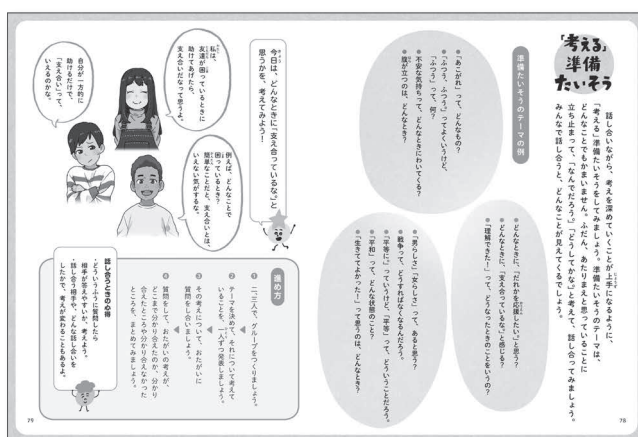 「考える」
準備
たいそう
話し合いながら、考えを深めていくことが上手になるように、
「考える」準備たいそうをしてみましょう。準備たいそうのテーマは、
どんなことでもかまいません。ふだん、あたりまえと思っていることに
立ち止まって、「なんでだろう。」「どうしてかな。」と考えて、話し合ってみましょう。
みんなで話し合うと、どんなことが見えてくるでしょう。
準備たいそうのテーマの例
●「あこがれ」って、どんなもの？
●「ふつう、ふつう。」ってよくいうけど、
「ふつう」って、何？
●不安な気持ちって、どんなときにわいてくる？
●腹が立つのは、どんなとき？
●どんなときに、「だれかを応援したい。」と思う？
●どんなときに、「支え合っているな。」と感じる？
●「理解できた！」って、どうなったときのことをいうの？
●「男らしさ」「女らしさ」って、あると思う？
●戦争って、どうすればなくなるんだろう。
●「平等に。」っていうけど、「平等」って、どういうことだろう。
●「平和」って、どんな状態のこと？
●「生きててよかった！」って思うのは、どんなとき？
78
今日は、どんなときに「支え合っているな。」と
思うかを、考えてみよう！
私は、
友達が困っているときに
助けてあげたら、
支え合いだなって思うよ。
自分が一方的に
助けるだけで、
「支え合い」って、
いえるのかな。
例えば、どんなことで
困っているとき？
簡単なことだと、支え合いとは、
いえない気がするな。
進め方
❶ 二、三人で、グループをつくりましょう。
❷ テーマを決めて、それについて考えて
いることを、一人ずつ発表しましょう。
❸ その考えについて、おたがいに
質問をし合いましょう。
❹ 質問をして、おたがいの考えが、
どこまで分かり合えたのか、分かり
合えたところや分かり合えなかった
ところを、まとめてみましょう。
話し合うときの心得
・どういうふうに質問したら
相手が答えやすいか、考えよう。
・話し合う相手や、どんな話し合いを
したかで、考えが変わることもあるよ。
79